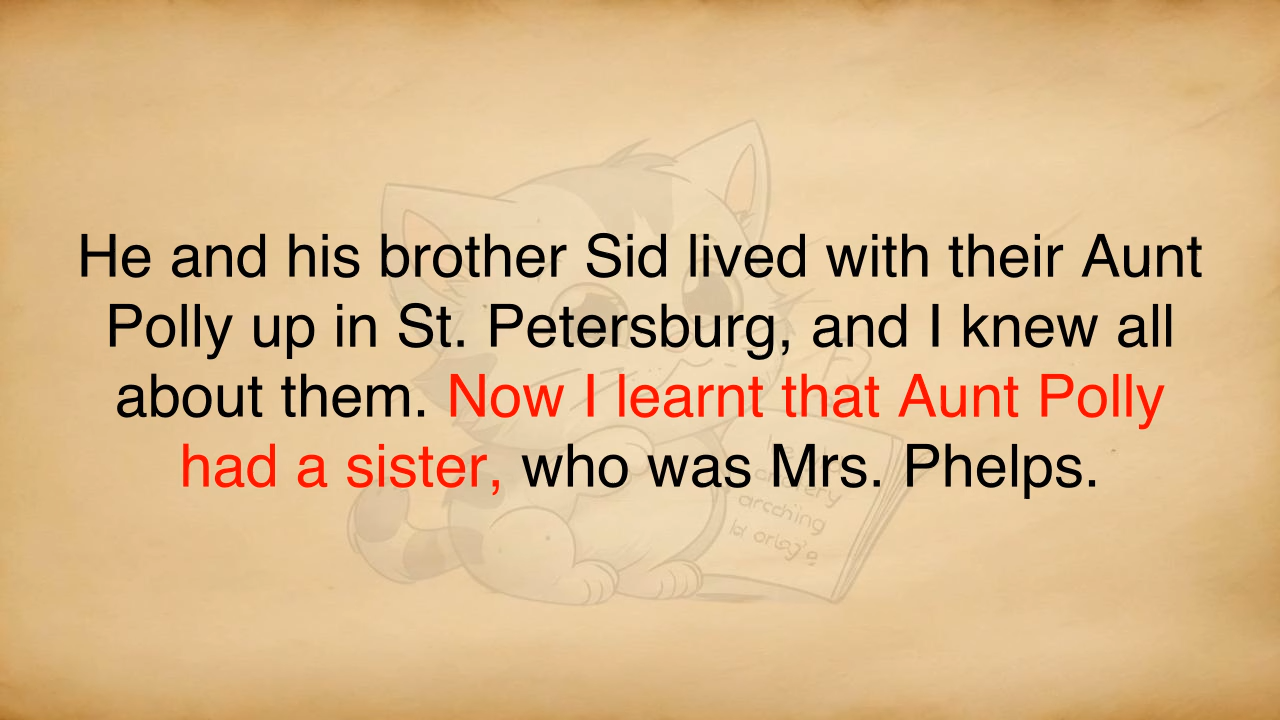 He and his brother Sid lived with their Aunt
Polly up in St. Petersburg, and I knew all
about them. Now I learnt that Aunt Polly
had a sister, who was Mrs. Phelps.
arcching